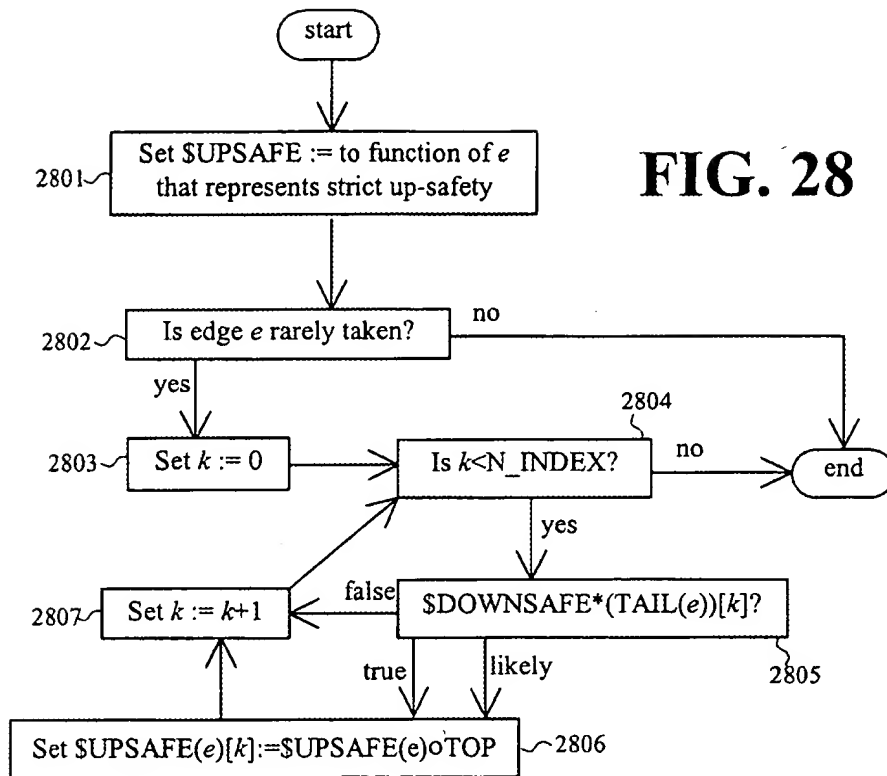 start
Set $UPSAFE := to function of e
that represents strict up-safety
2801
FIG. 28
Is edge e rarely taken?
no
2802
yes
2804
Set k := 0
2803
Is k<N_INDEX?
no
end
yes
false
Set k := k+1
2807
$DOWNSAFE*(TAIL(e))[k]?
2805
true
likely
Set $UPSAFE(e)[k]:=$UPSAFE(e)oTOP
2806